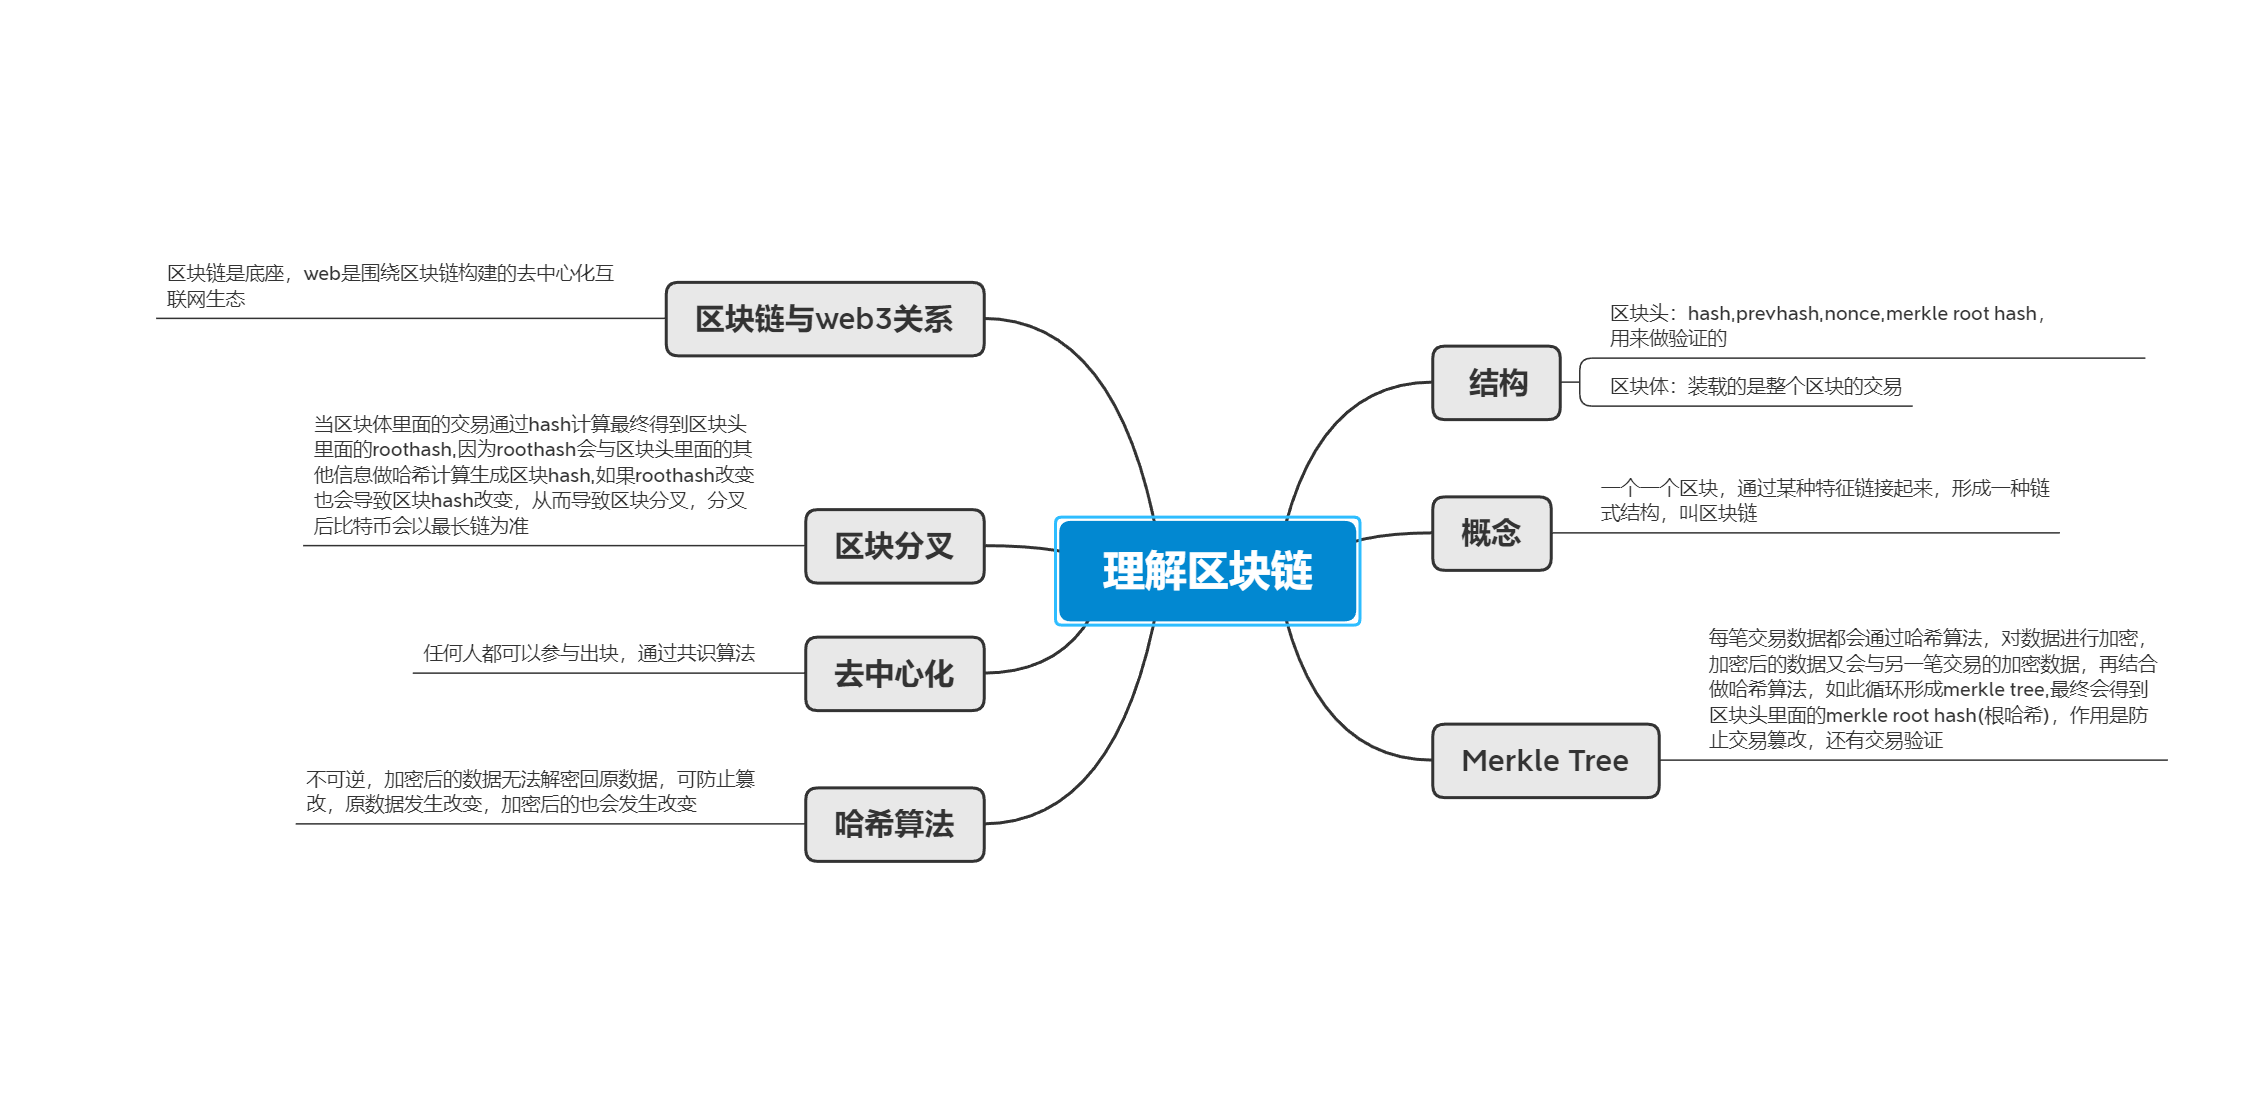 理解区块链
结构
区块头：hash,prevhash,nonce,merkle root hash，
用来做验证的
区块体：装载的是整个区块的交易
概念
一个一个区块，通过某种特征链接起来，形成一种链
式结构，叫区块链
Merkle Tree
每笔交易数据都会通过哈希算法，对数据进行加密，
加密后的数据又会与另一笔交易的加密数据，再结合
做哈希算法，如此循环形成merkle tree,最终会得到
区块头里面的merkle root hash(根哈希)，作用是防
止交易篡改，还有交易验证
区块链与web3关系
区块链是底座，web是围绕区块链构建的去中心化互
联网生态
区块分叉
当区块体里面的交易通过hash计算最终得到区块头
里面的roothash,因为roothash会与区块头里面的其
他信息做哈希计算生成区块hash,如果roothash改变
也会导致区块hash改变，从而导致区块分叉，分叉
后比特币会以最长链为准
去中心化
任何人都可以参与出块，通过共识算法
哈希算法
不可逆，加密后的数据无法解密回原数据，可防止篡
改，原数据发生改变，加密后的也会发生改变